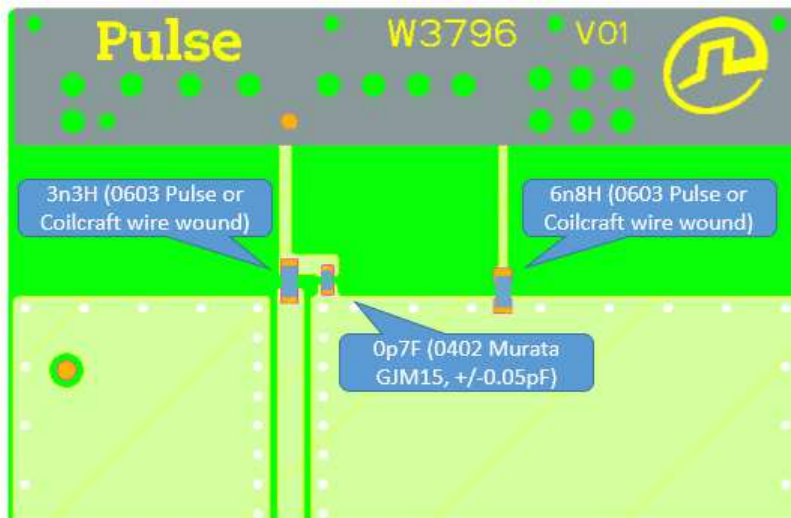 Pulse
W3796
V01
3n3H (0603 Pulse or
Coilcraft wire wound)
6n8H (0603 Pulse or
Coilcraft wire wound)
0p7F (0402 Murata
GJM15, +/-0.05pF)